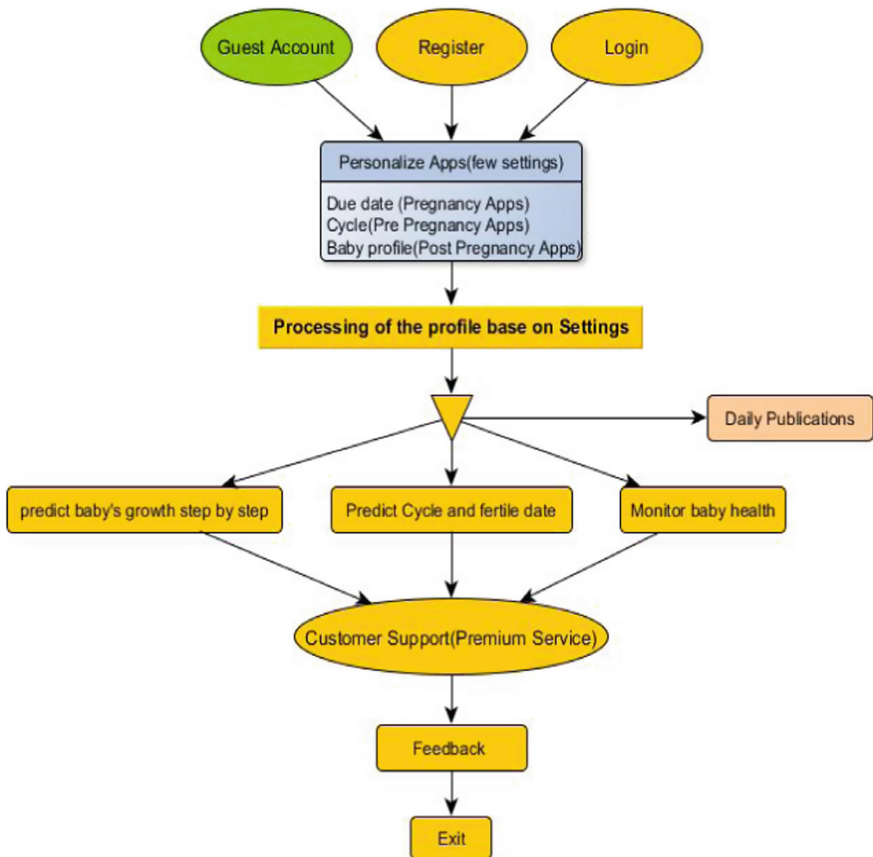 Guest Account
Register
Login
Personalize Apps(few settings)
Due date (Pregnancy Apps)
Cycle(Pre Pregnancy Apps)
Baby profile(Post Pregnancy Apps)
Processing of the profile base on Settings
Daily Publications
predict baby's growth step by step
Predict Cycle and fertile date
Monitor baby health
Customer Support(Premium Service)
Feedback
Exit